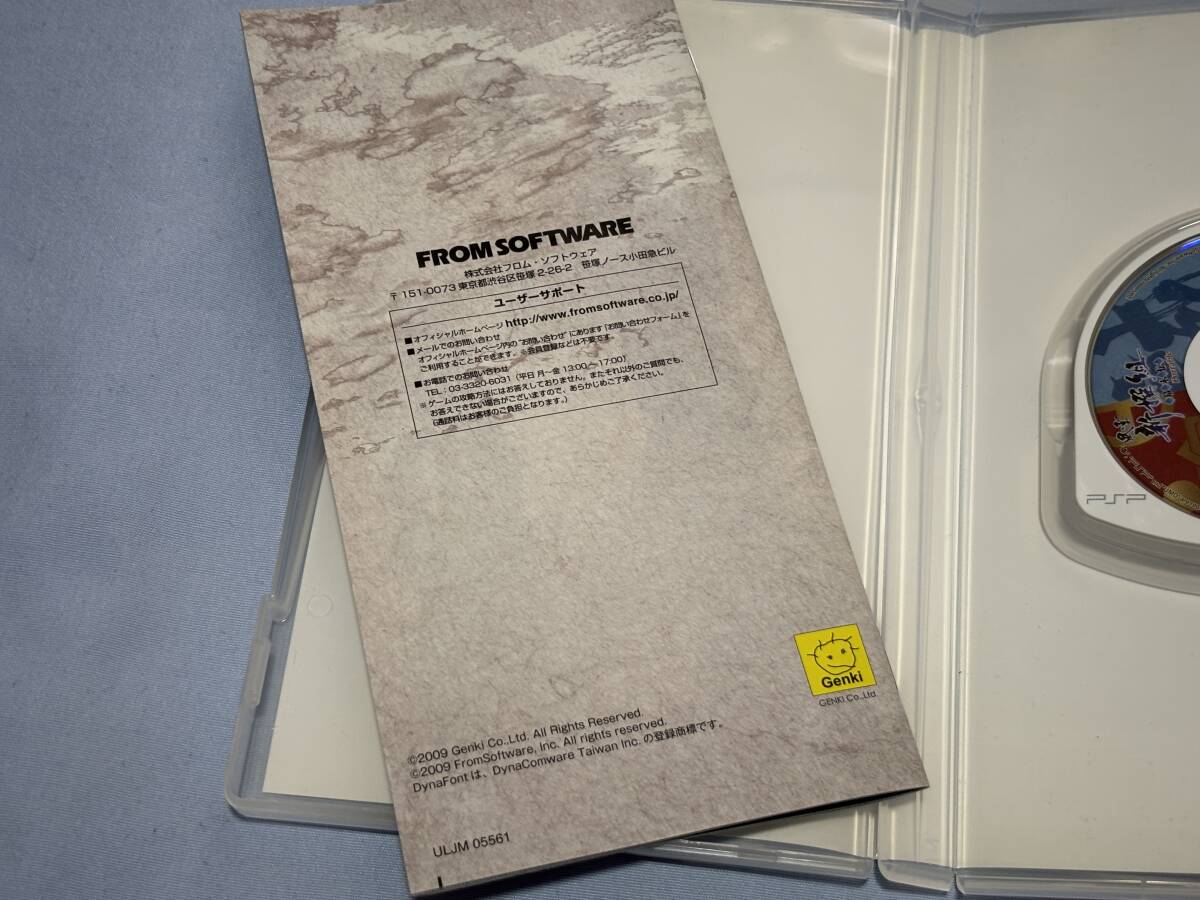 FROM SOFTWARE
株式会社フロム・ソフトウェア
〒151-0073 東京都渋谷区笹塚2-26-2 笹塚ノース小田急ビル
ユーザーサポート
■オフィシャルホームページ http://www.fromsoftware.co.jp/
■メールでのお問い合わせ
オフィシャルホームページ内の"お問い合わせ"にあります「お問い合わせフォーム」を
ご利用することができます。※会員登録などは不要です。
■お電話でのお問い合わせ
TEL:03-3320-6031(平日 月〜金 13:00〜17:00)
※ゲームの攻略方法にはお答えしておりません。またそれ以外のご質問でも、
お答えできない場合がございますので、あらかじめご了承ください。
(通話料はお客様のご負担となります。)
Genki
GENKI Co.,Ltd.
©2009 Genki Co.,Ltd. All Rights Reserved.
©2009 FromSoftware, Inc. All rights reserved.
DynaFontは、DynaComware Taiwan Inc.の登録商標です。
ULJM 05561
PSP